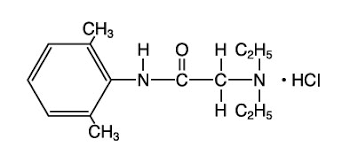 CH₃
H O H C₂H₅
N C C N · HCl
H C₂H₅
CH₃